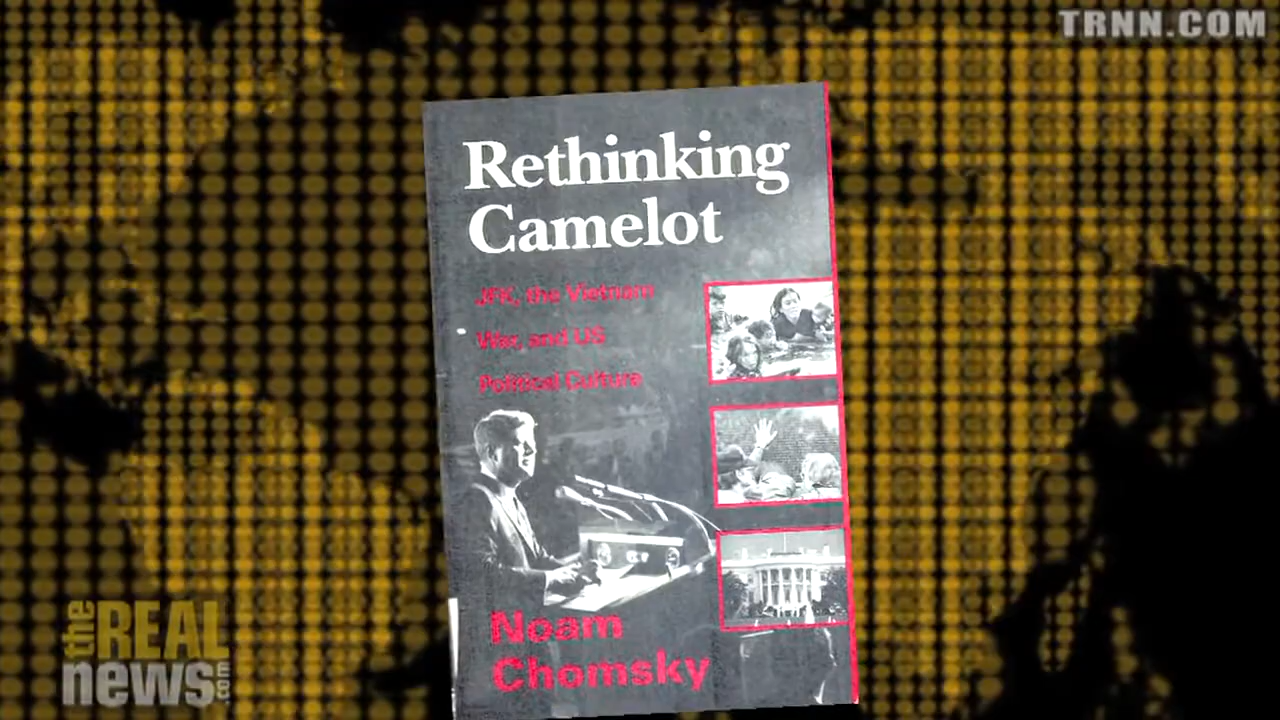 TRNN.COM
Rethinking
Camelot
JFK, the Vietnam
War, and US
Political Culture
Noam
Chomsky
the REAL
news.com